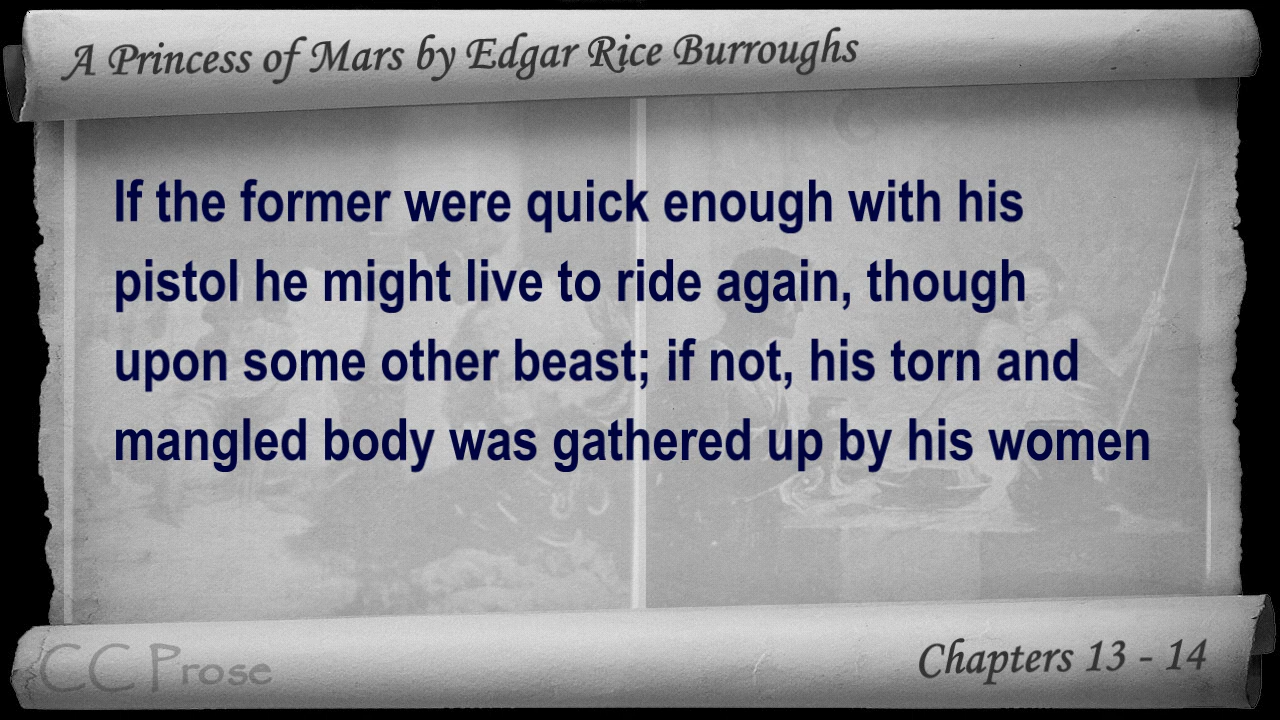 A Princess of Mars by Edgar Rice Burroughs
If the former were quick enough with his
pistol he might live to ride again, though
upon some other beast; if not, his torn and
mangled body was gathered up by his women
CC Prose
Chapters 13 - 14